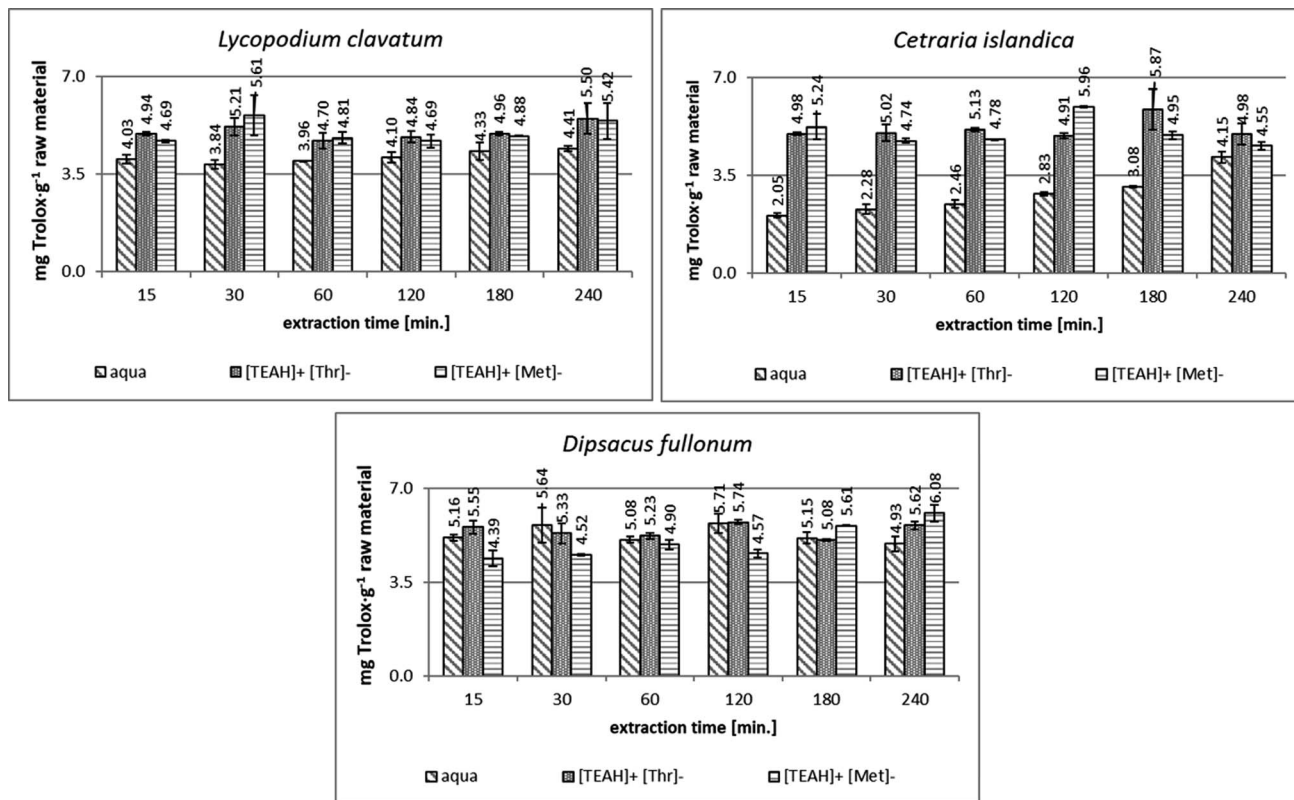 Lycopodium clavatum
mg Trolox·g⁻¹ raw material
7.0
3.5
0.0
4.03 4.94 4.69 3.84 5.21 5.61 3.96 4.70 4.81 4.10 4.84 4.69 4.33 4.96 4.88 4.41 5.50 5.42
15 30 60 120 180 240
extraction time [min.]
aqua [TEAH]+ [Thr]- [TEAH]+ [Met]-
Cetraria islandica
mg Trolox·g⁻¹ raw material
7.0
3.5
0.0
2.05 4.98 5.24 2.28 5.02 4.74 2.46 5.13 4.78 2.83 4.91 5.96 3.08 5.87 4.95 4.15 4.98 4.55
15 30 60 120 180 240
extraction time [min.]
aqua [TEAH]+ [Thr]- [TEAH]+ [Met]-
Dipsacus fullonum
mg Trolox·g⁻¹ raw material
7.0
3.5
0.0
5.16 5.55 4.39 5.64 5.33 4.52 5.08 5.23 4.90 5.71 5.74 4.57 5.15 5.08 5.61 4.93 5.62 6.08
15 30 60 120 180 240
extraction time [min.]
aqua [TEAH]+ [Thr]- [TEAH]+ [Met]-